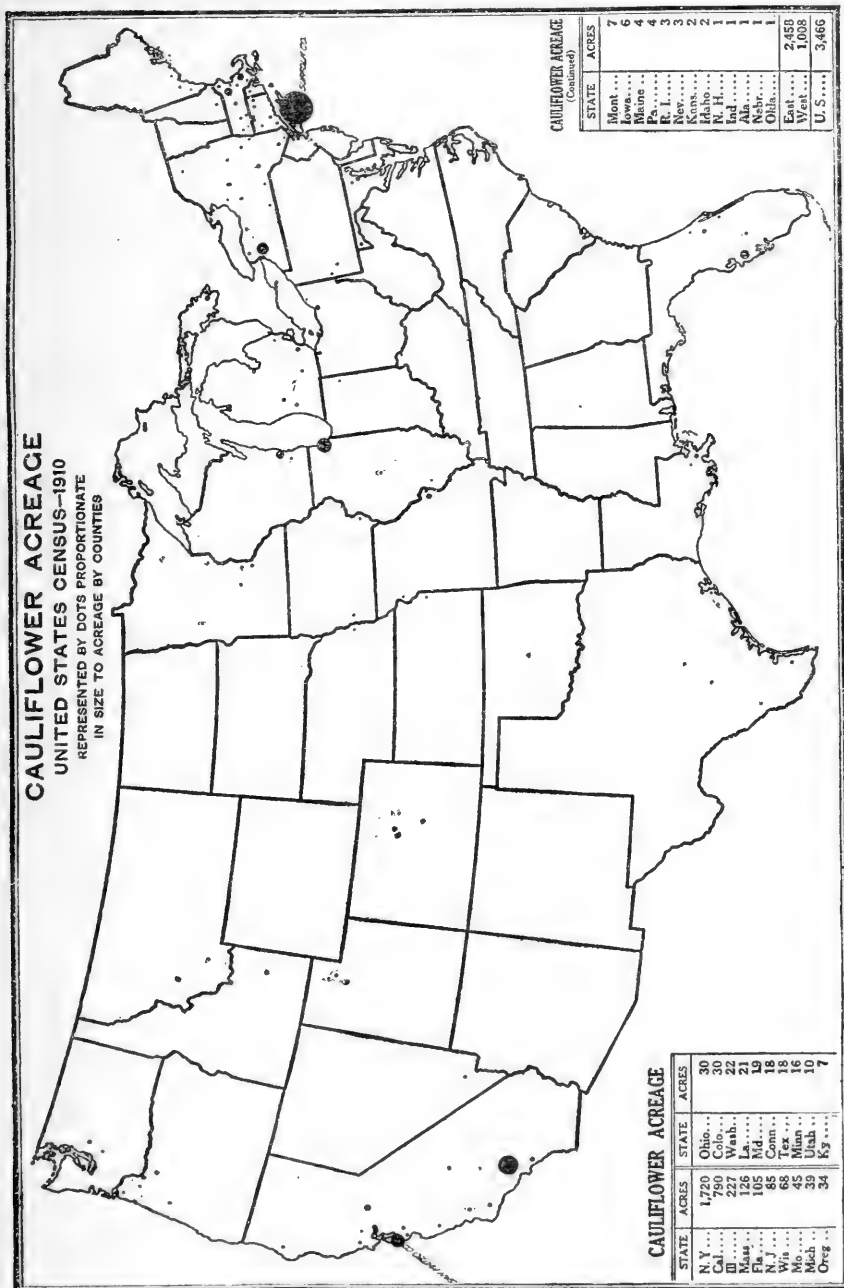 CAULIFLOWER ACREAGE
UNITED STATES CENSUS—1910
REPRESENTED BY DOTS PROPORTIONATE
IN SIZE TO ACREAGE BY COUNTIES
SUFFOLK CO.
CAULIFLOWER ACREAGE
STATE ACRES STATE ACRES
N. Y.... 1,720 Ohio... 30
Cal.... 790 Colo... 30
Ill.... 227 Wash... 22
Mass... 126 La..... 21
Fla.... 105 Md.... 19
N. J.... 85 Conn... 18
Wis.... 68 Tex.... 18
Mo..... 45 Minn... 16
Mich... 39 Utah... 10
Oreg... 34 Ky..... 7
CAULIFLOWER ACREAGE
(Continued)
STATE ACRES
Mont.... 7
Iowa.... 6
Maine... 4
Pa...... 4
R. I.... 3
Nev..... 3
Kans.... 2
Idaho... 2
N. H.... 1
Ind..... 1
Ala..... 1
Nebr.... 1
Okla.... 1
East.... 2,458
West.... 1,008
U. S.... 3,466